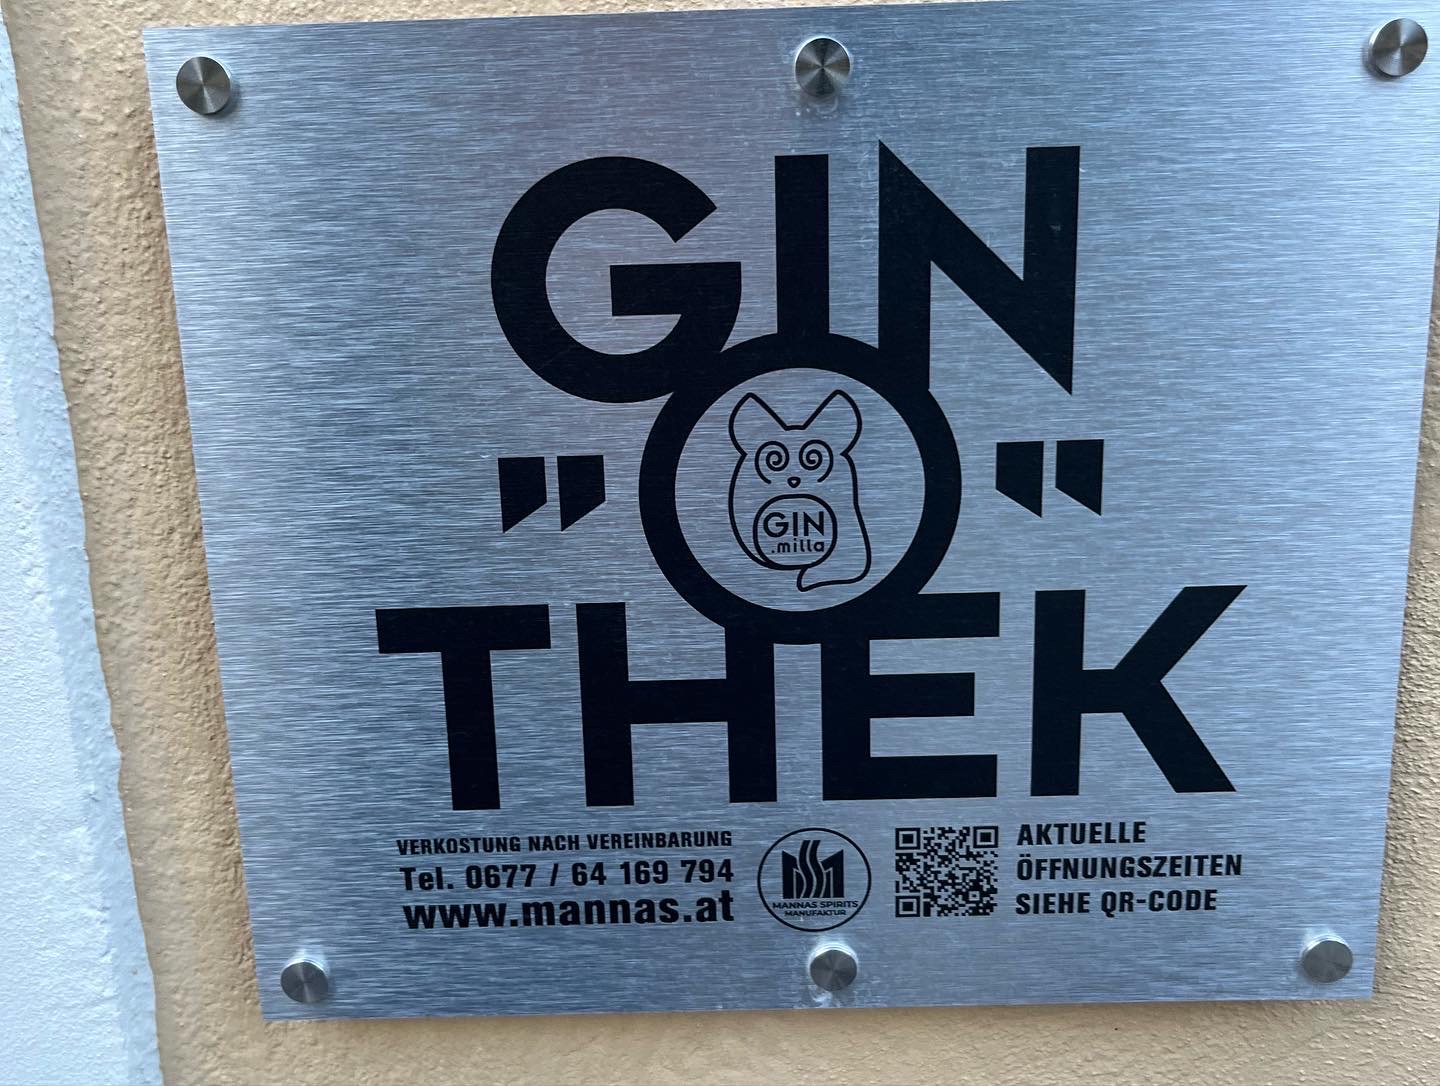 GIN
"O"
GIN
.milla
THEK
VERKOSTUNG NACH VEREINBARUNG
Tel. 0677 / 64 169 794
www.mannas.at
MANNAS SPIRITS
MANUFAKTUR
AKTUELLE
ÖFFNUNGSZEITEN
SIEHE QR-CODE